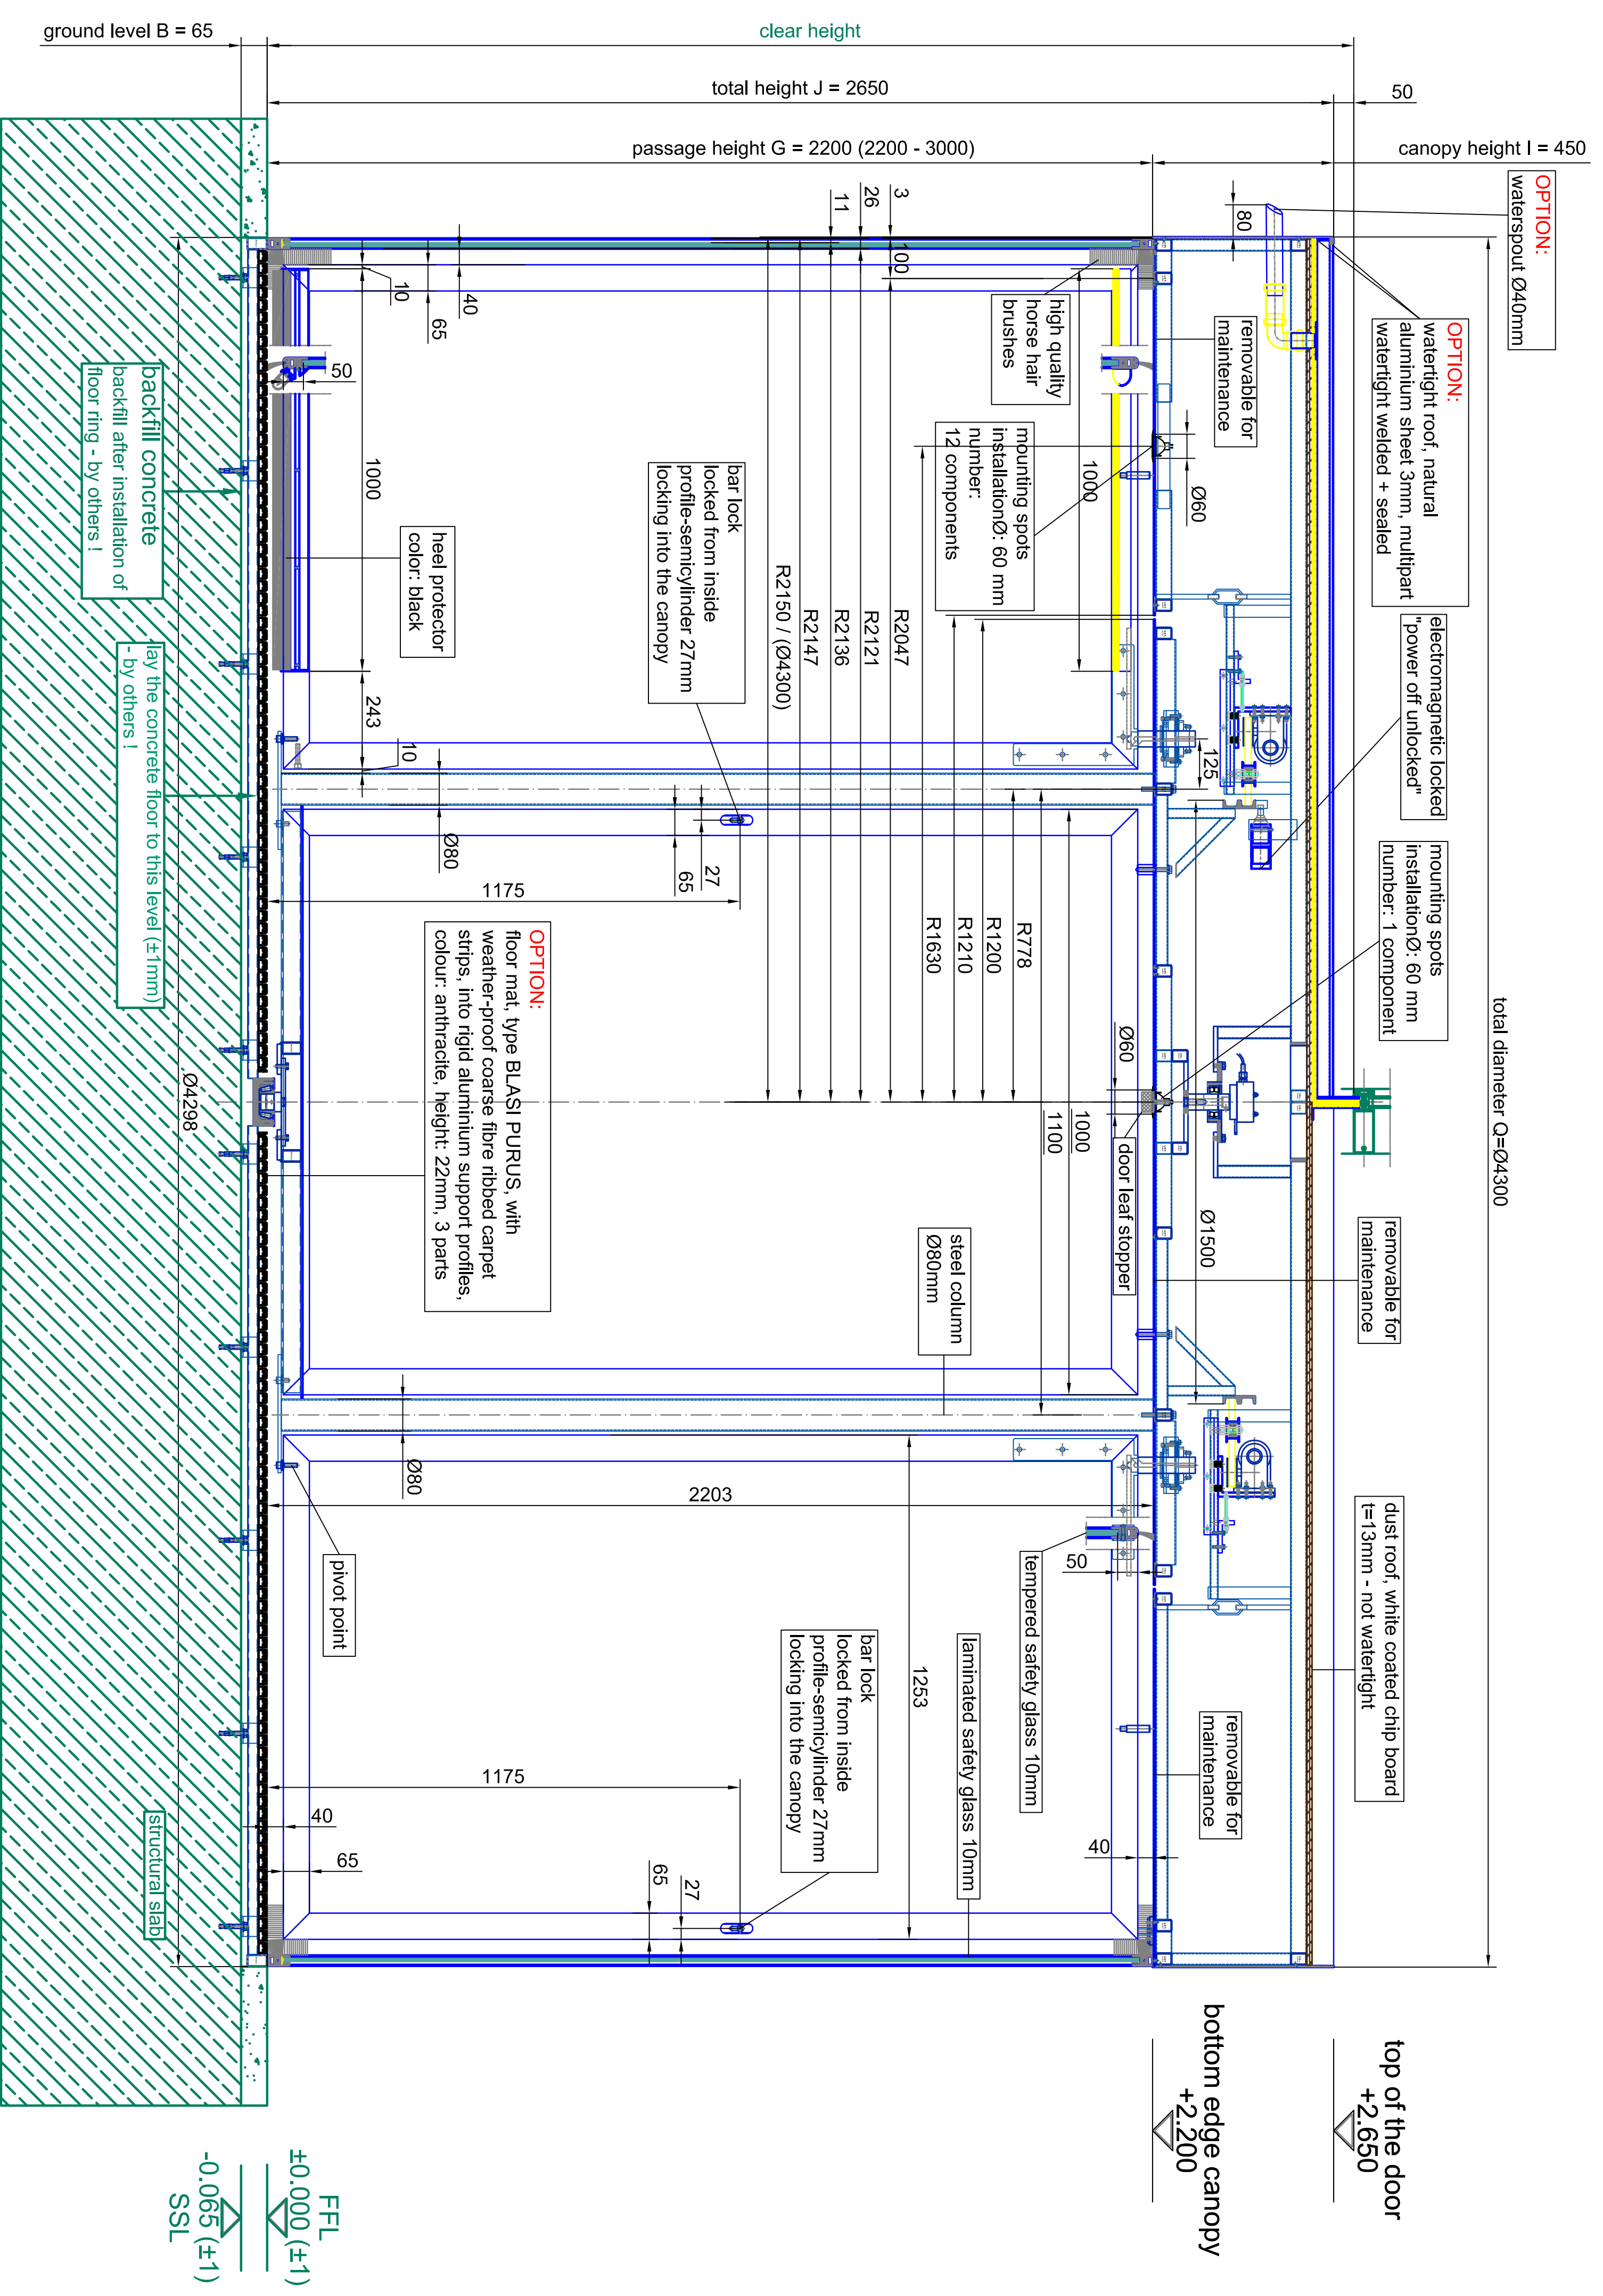 ground level B = 65
clear height
total height J = 2650
50
passage height G = 2200 (2200 - 3000)
canopy height I = 450
OPTION:
waterspout Ø40mm
80
OPTION:
watertight roof, natural
aluminium sheet 3mm, multipart
watertight welded + sealed
electromagnetic locked
"power off unlocked"
mounting spots
installationØ: 60 mm
number: 1 component
total diameter Q=Ø4300
removable for
maintenance
dust roof, white coated chip board
t=13mm - not watertight
removable for
maintenance
Ø60
125
Ø1500
removable for
maintenance
3
26
11
100
high quality
horse hair
brushes
1000
mounting spots
installationØ: 60 mm
number:
12 components
R2047
R2121
R2136
R2147
R2150 / (Ø4300)
R778
R1200
R1210
R1630
1000
1100
Ø60
door leaf stopper
steel column
Ø80mm
40
65
10
50
1000
243
10
heel protector
color: black
bar lock
locked from inside
profile-semicylinder 27mm
locking into the canopy
27
65
Ø80
1175
OPTION:
floor mat, type BLASI PURUS, with
weather-proof coarse fibre ribbed carpet
strips, into rigid aluminium support profiles,
colour: anthracite, height: 22mm, 3 parts
Ø80
2203
pivot point
50
tempered safety glass 10mm
laminated safety glass 10mm
1253
bar lock
locked from inside
profile-semicylinder 27mm
locking into the canopy
1175
40
65
40
65
27
Ø4298
backfill concrete
backfill after installation of
floor ring - by others !
lay the concrete floor to this level (±1mm)
- by others !
structural slab
top of the door
+2.650
bottom edge canopy
+2.200
FFL
±0.000 (±1)
-0.065 (±1)
SSL